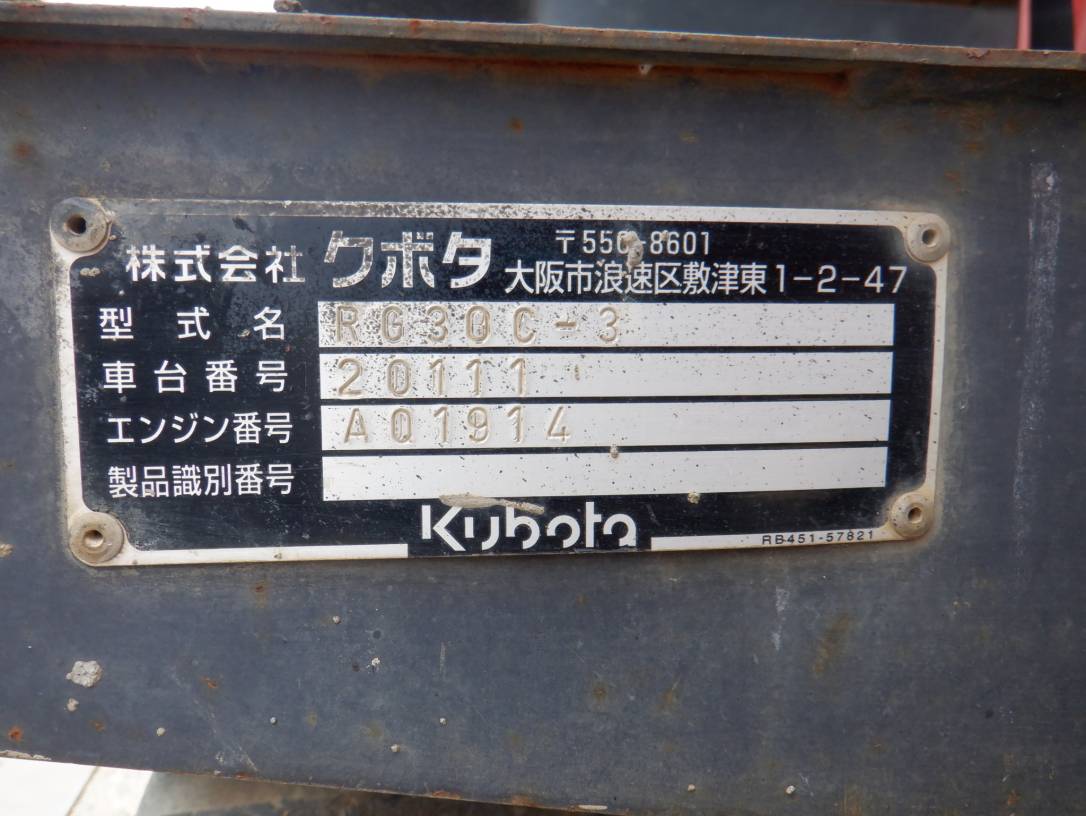 株式会社 クボタ
〒556-8601
大阪市浪速区敷津東1-2-47
型式名 RG30C-3
車台番号 20111
エンジン番号 AQ1914
製品識別番号
Kubota
RB451-57821